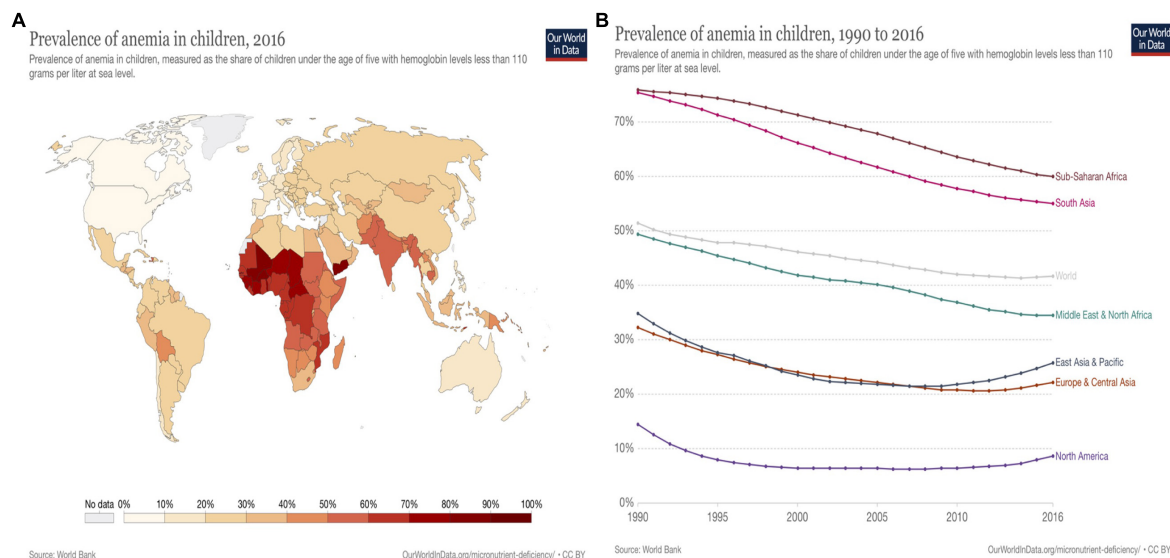 A
Prevalence of anemia in children, 2016
Prevalence of anemia in children, measured as the share of children under the age of five with hemoglobin levels less than 110
grams per liter at sea level.
Our World
in Data
No data 0% 10% 20% 30% 40% 50% 60% 70% 80% 90% 100%
Source: World Bank
OurWorldInData.org/micronutrient-deficiency/ • CC BY
B
Prevalence of anemia in children, 1990 to 2016
Prevalence of anemia in children, measured as the share of children under the age of five with hemoglobin levels less than 110
grams per liter at sea level.
Our World
in Data
70%
60%
50%
40%
30%
20%
10%
0%
Sub-Saharan Africa
South Asia
World
Middle East & North Africa
East Asia & Pacific
Europe & Central Asia
North America
1990 1995 2000 2005 2010 2016
Source: World Bank
OurWorldInData.org/micronutrient-deficiency/ • CC BY